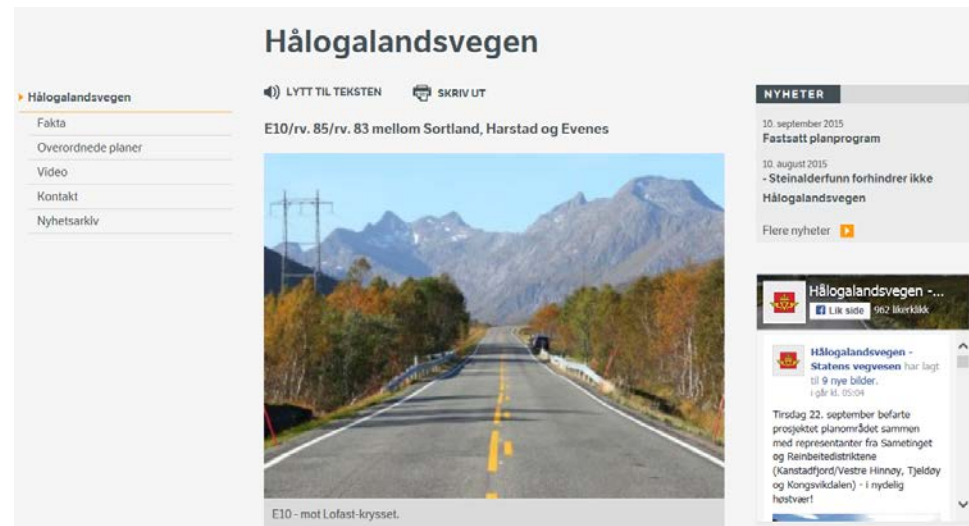 Hålogalandsvegen
Hålogalandsvegen
Fakta
Overordnede planer
Video
Kontakt
Nyhetsarkiv
LYTT TIL TEKSTEN
SKRIV UT
E10/rv. 85/rv. 83 mellom Sortland, Harstad og Evenes
E10 - mot Lofast-krysset.
NYHETER
10. september 2015
Fastsatt planprogram
10. august 2015
- Steinalderfunn forhindrer ikke
Hålogalandsvegen
Flere nyheter
Hålogalandsvegen -...
Lik side 962 likerklikk
Hålogalandsvegen -
Statens vegvesen har lagt
til 9 nye bilder.
i går kl. 05:04
Tirsdag 22. september befarte
prosjektet planområdet sammen
med representanter fra Sametinget
og Reinbeitedistriktene
(Kanstadfjord/Vestre Hinnøy, Tjeldøy
og Kongsvikdalen) - i nydelig
høstvær!